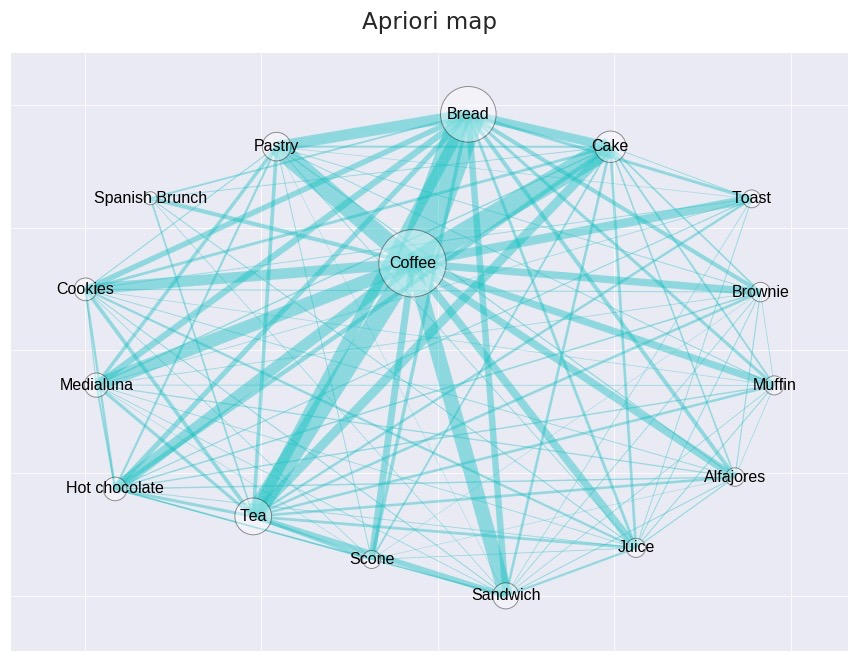 Apriori map
Bread
Pastry
Cake
Spanish Brunch
Toast
Coffee
Cookies
Brownie
Medialuna
Muffin
Alfajores
Hot chocolate
Tea
Juice
Scone
Sandwich